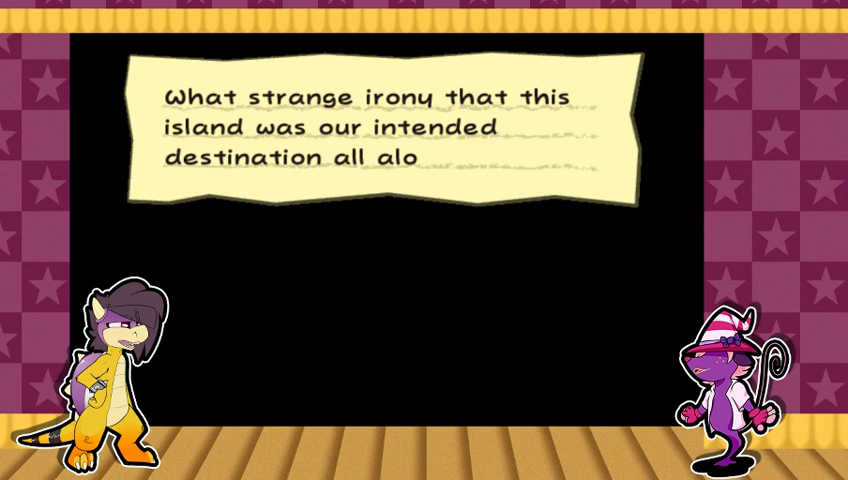 What strange irony that this
island was our intended
destination all alo